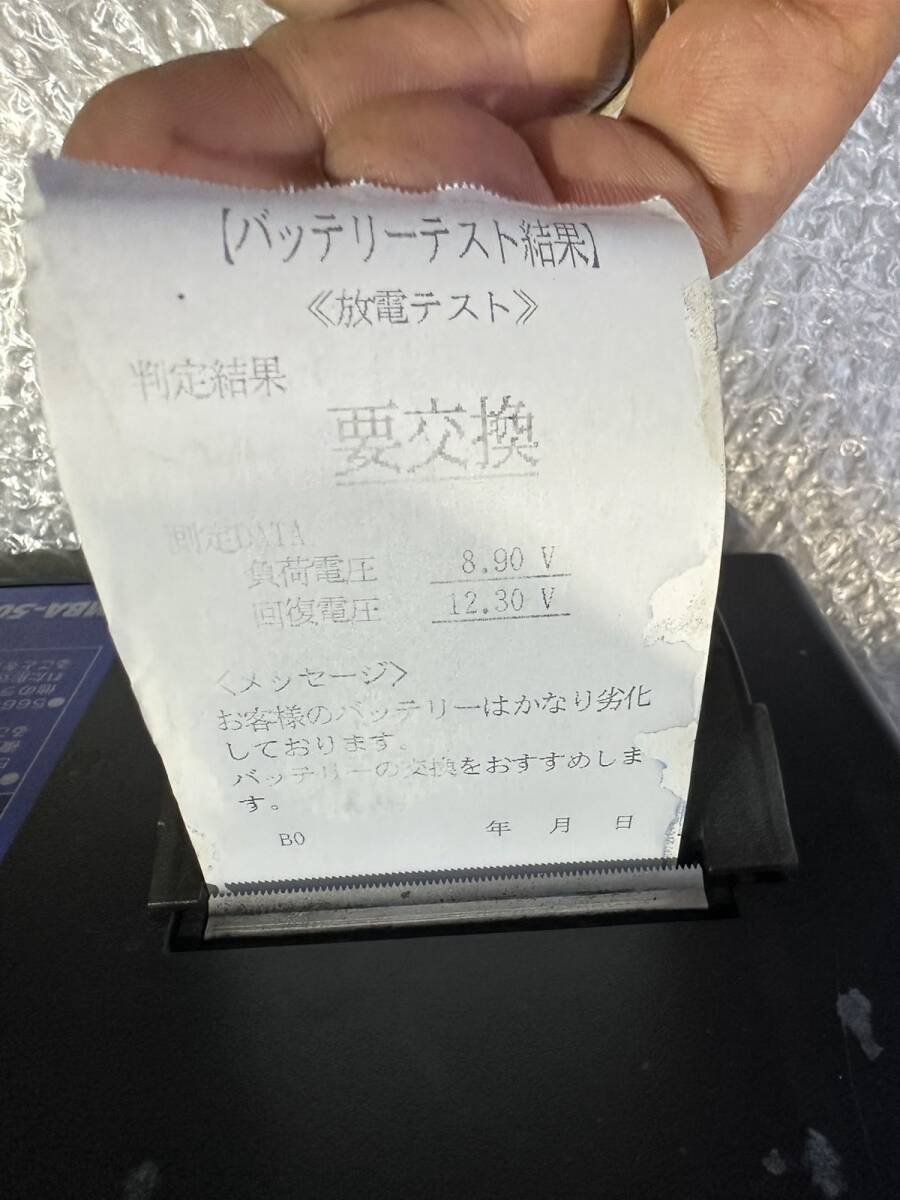 【バッテリーテスト結果】
《放電テスト》
判定結果
要交換
測定DATA
負荷電圧 8.90 V
回復電圧 12.30 V
<メッセージ>
お客様のバッテリーはかなり劣化
しております。
バッテリーの交換をおすすめしま
す。
B0 年 月 日
MBA-50